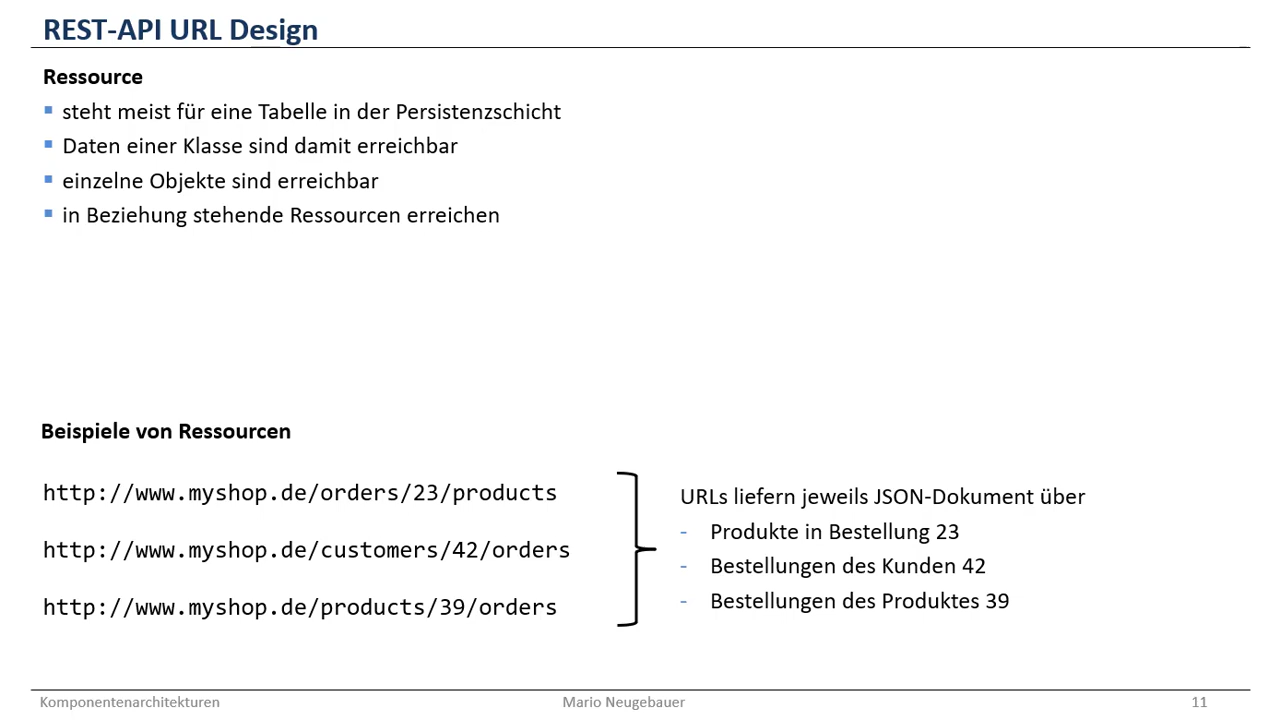 REST-API URL Design
Ressource
▪ steht meist für eine Tabelle in der Persistenzschicht
▪ Daten einer Klasse sind damit erreichbar
▪ einzelne Objekte sind erreichbar
▪ in Beziehung stehende Ressourcen erreichen
Beispiele von Ressourcen
http://www.myshop.de/orders/23/products
http://www.myshop.de/customers/42/orders
http://www.myshop.de/products/39/orders
URLs liefern jeweils JSON-Dokument über
- Produkte in Bestellung 23
- Bestellungen des Kunden 42
- Bestellungen des Produktes 39
Komponentenarchitekturen
Mario Neugebauer
11